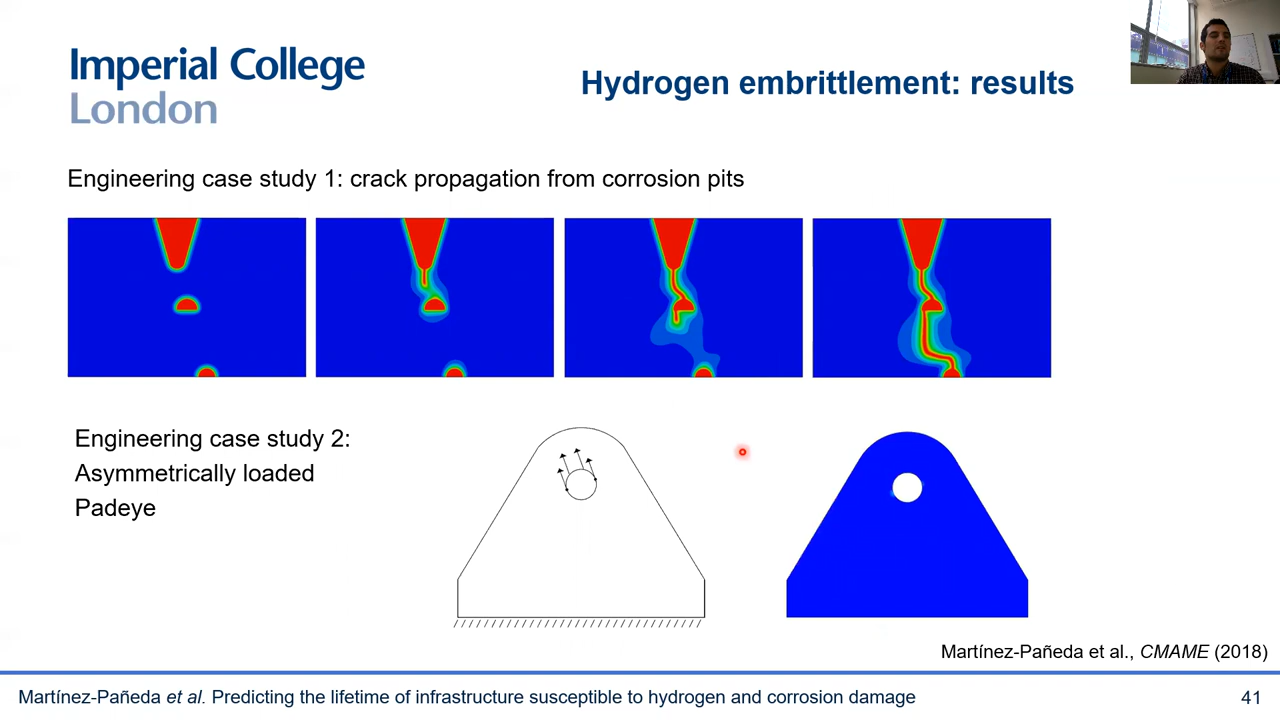 Imperial College
London
Hydrogen embrittlement: results
Engineering case study 1: crack propagation from corrosion pits
Engineering case study 2:
Asymmetrically loaded
Padeye
Martínez-Pañeda et al., CMAME (2018)
Martínez-Pañeda et al. Predicting the lifetime of infrastructure susceptible to hydrogen and corrosion damage
41